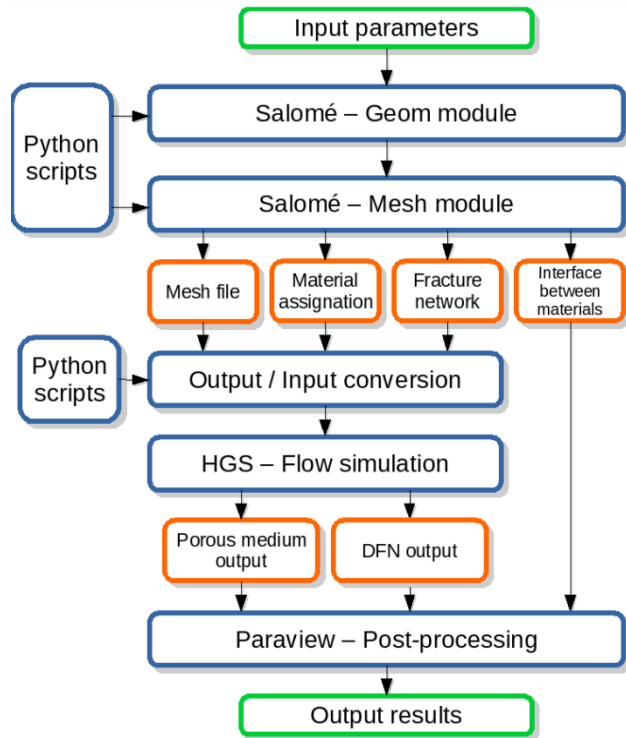 Input parameters
Salomé – Geom module
Python
scripts
Salomé – Mesh module
Mesh file
Material
assignation
Fracture
network
Interface
between
materials
Python
scripts
Output / Input conversion
HGS – Flow simulation
Porous medium
output
DFN output
Paraview – Post-processing
Output results